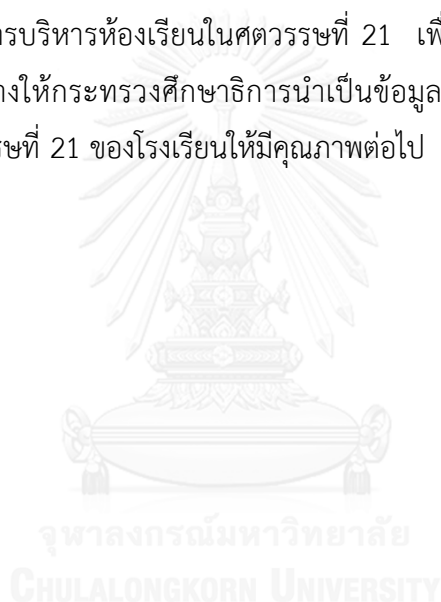 ารบริหารห้องเรียนในศตวรรษที่ 21 เพื่
างให้กระทรวงศึกษาธิการนำเป็นข้อมูล
รษที่ 21 ของโรงเรียนให้มีคุณภาพต่อไป
จุฬาลงกรณ์มหาวิทยาลัย
CHULALONGKORN UNIVERSITY